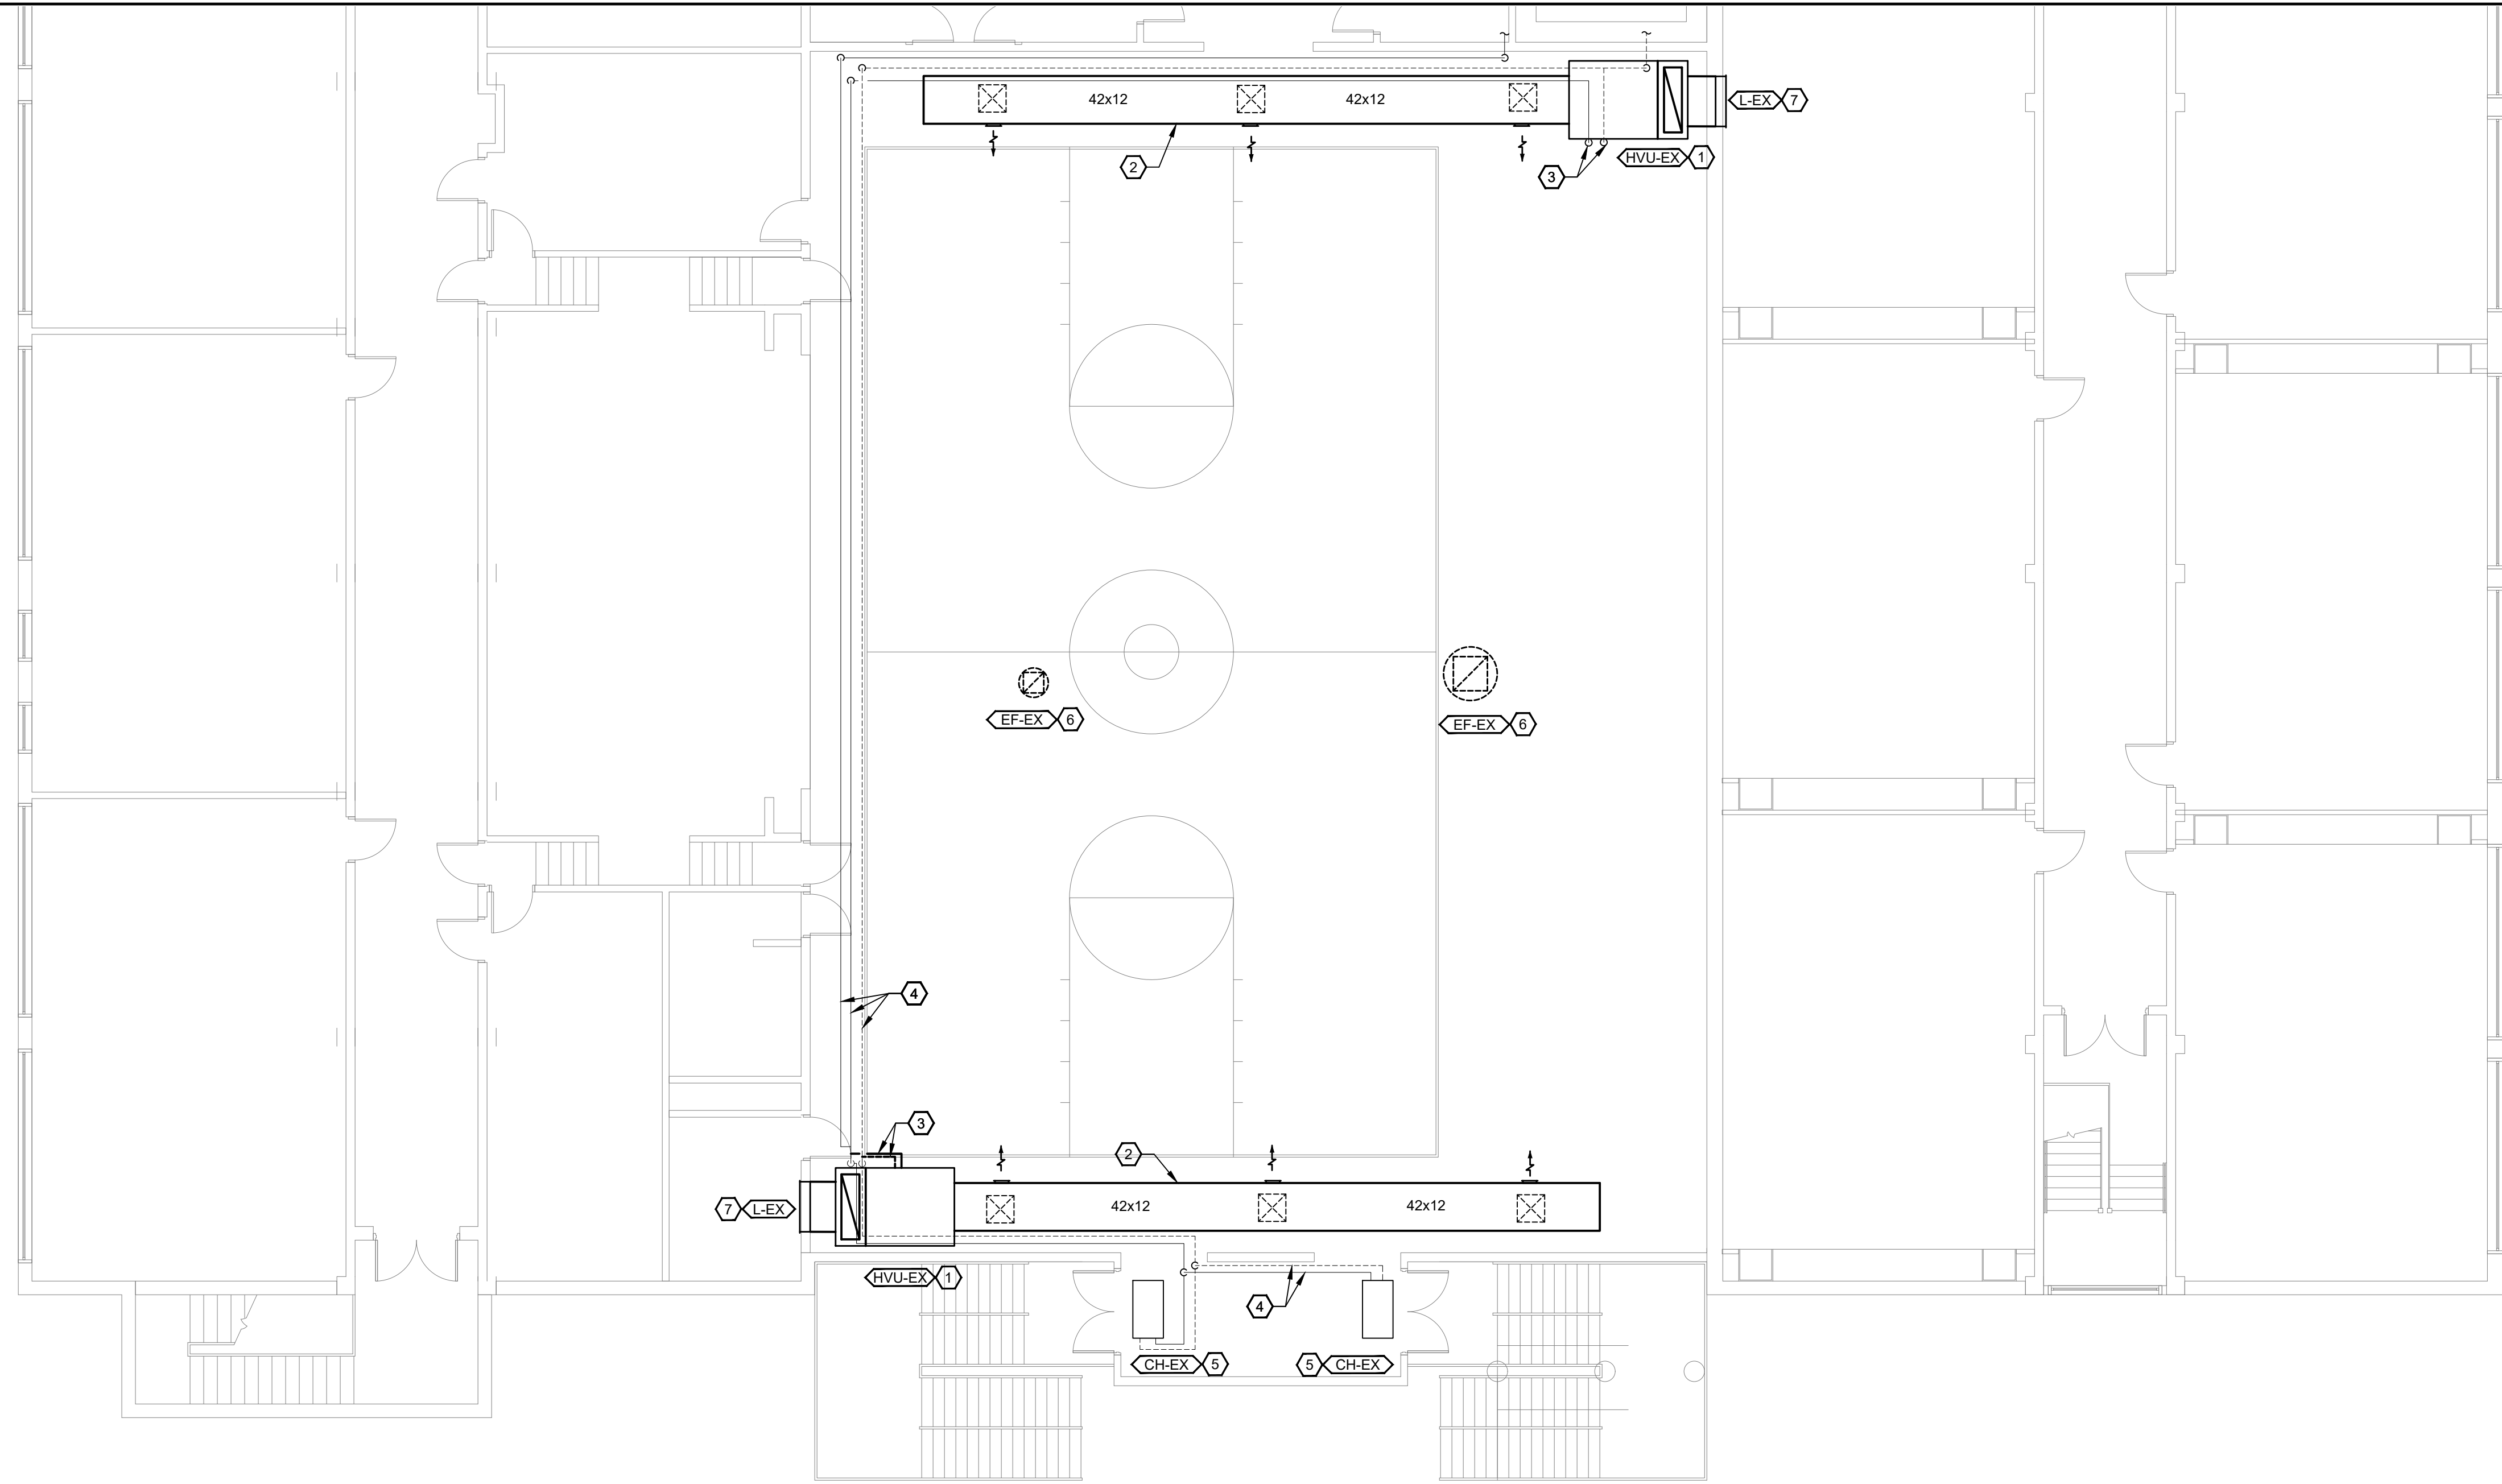 42x12
42x12
L-EX 7
HVU-EX 1
2
3
EF-EX 6
EF-EX 6
4
3
2
7 L-EX
42x12
42x12
HVU-EX 1
4
CH-EX 5
5 CH-EX